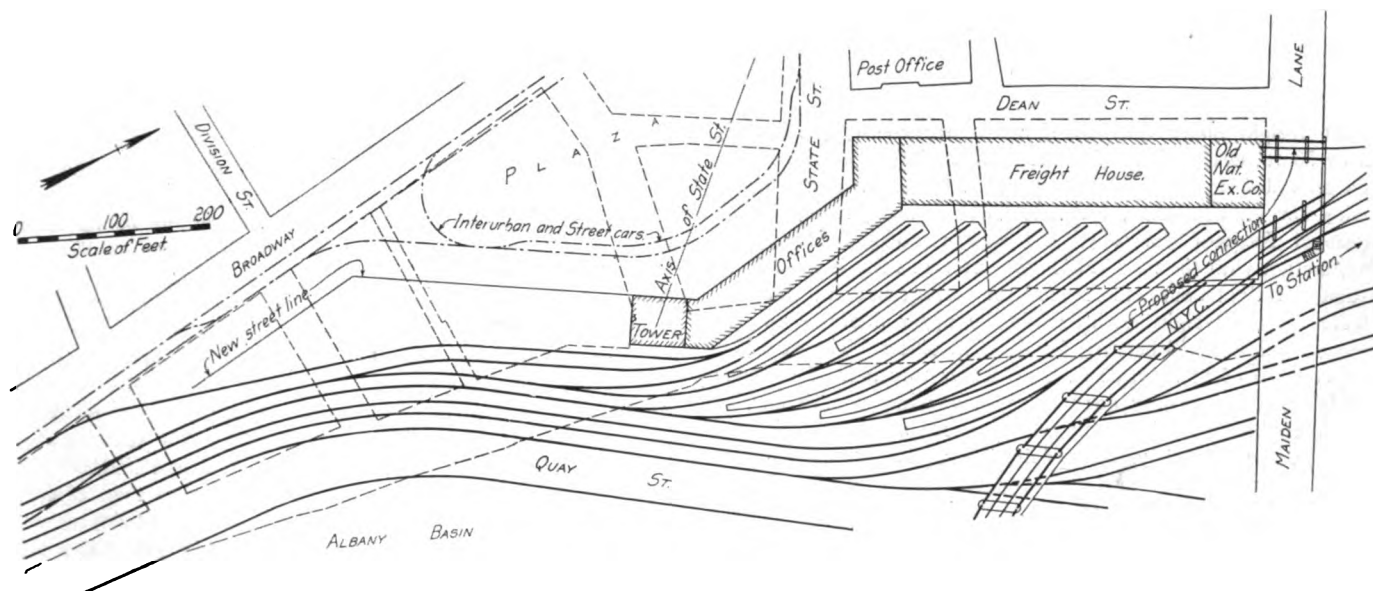 Post Office
LANE
DEAN ST.
DIVISION ST.
STATE ST.
PLAZA
Axis of State St.
Freight House.
Old
Nat.
Ex. Co.
0 100 200
Scale of Feet.
BROADWAY
Interurban and Street cars.
Offices
Proposed connection
To Station
N.Y.C.
New street line
TOWER
QUAY
ST.
MAIDEN
ALBANY BASIN